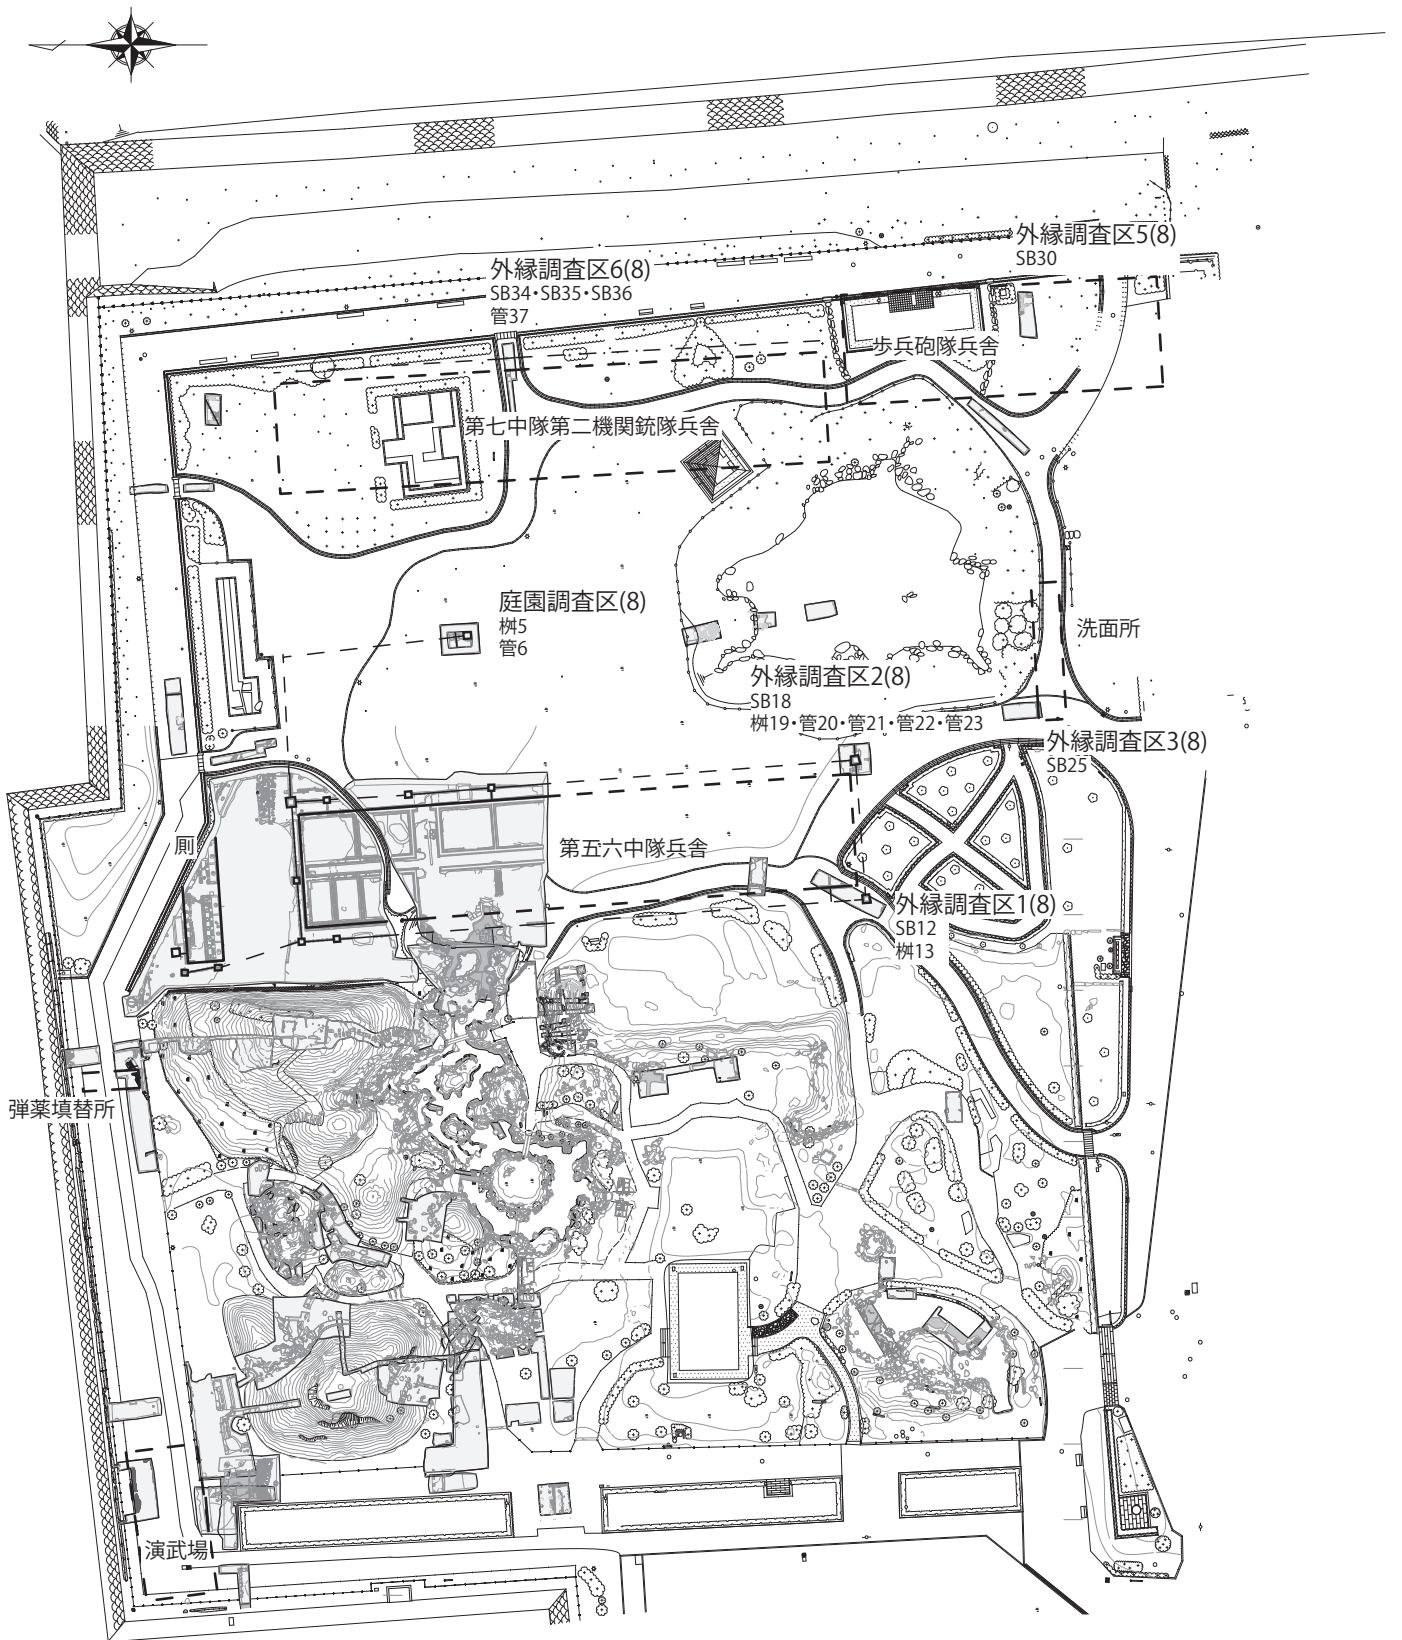 外縁調査区5(8)
SB30
外縁調査区6(8)
SB34・SB35・SB36
管37
歩兵砲隊兵舎
第七中隊第二機関銃隊兵舎
庭園調査区(8)
桝5
管6
洗面所
外縁調査区2(8)
SB18
桝19・管20・管21・管22・管23
外縁調査区3(8)
SB25
厠
第五六中隊兵舎
外縁調査区1(8)
SB12
桝13
弾薬填替所
演武場